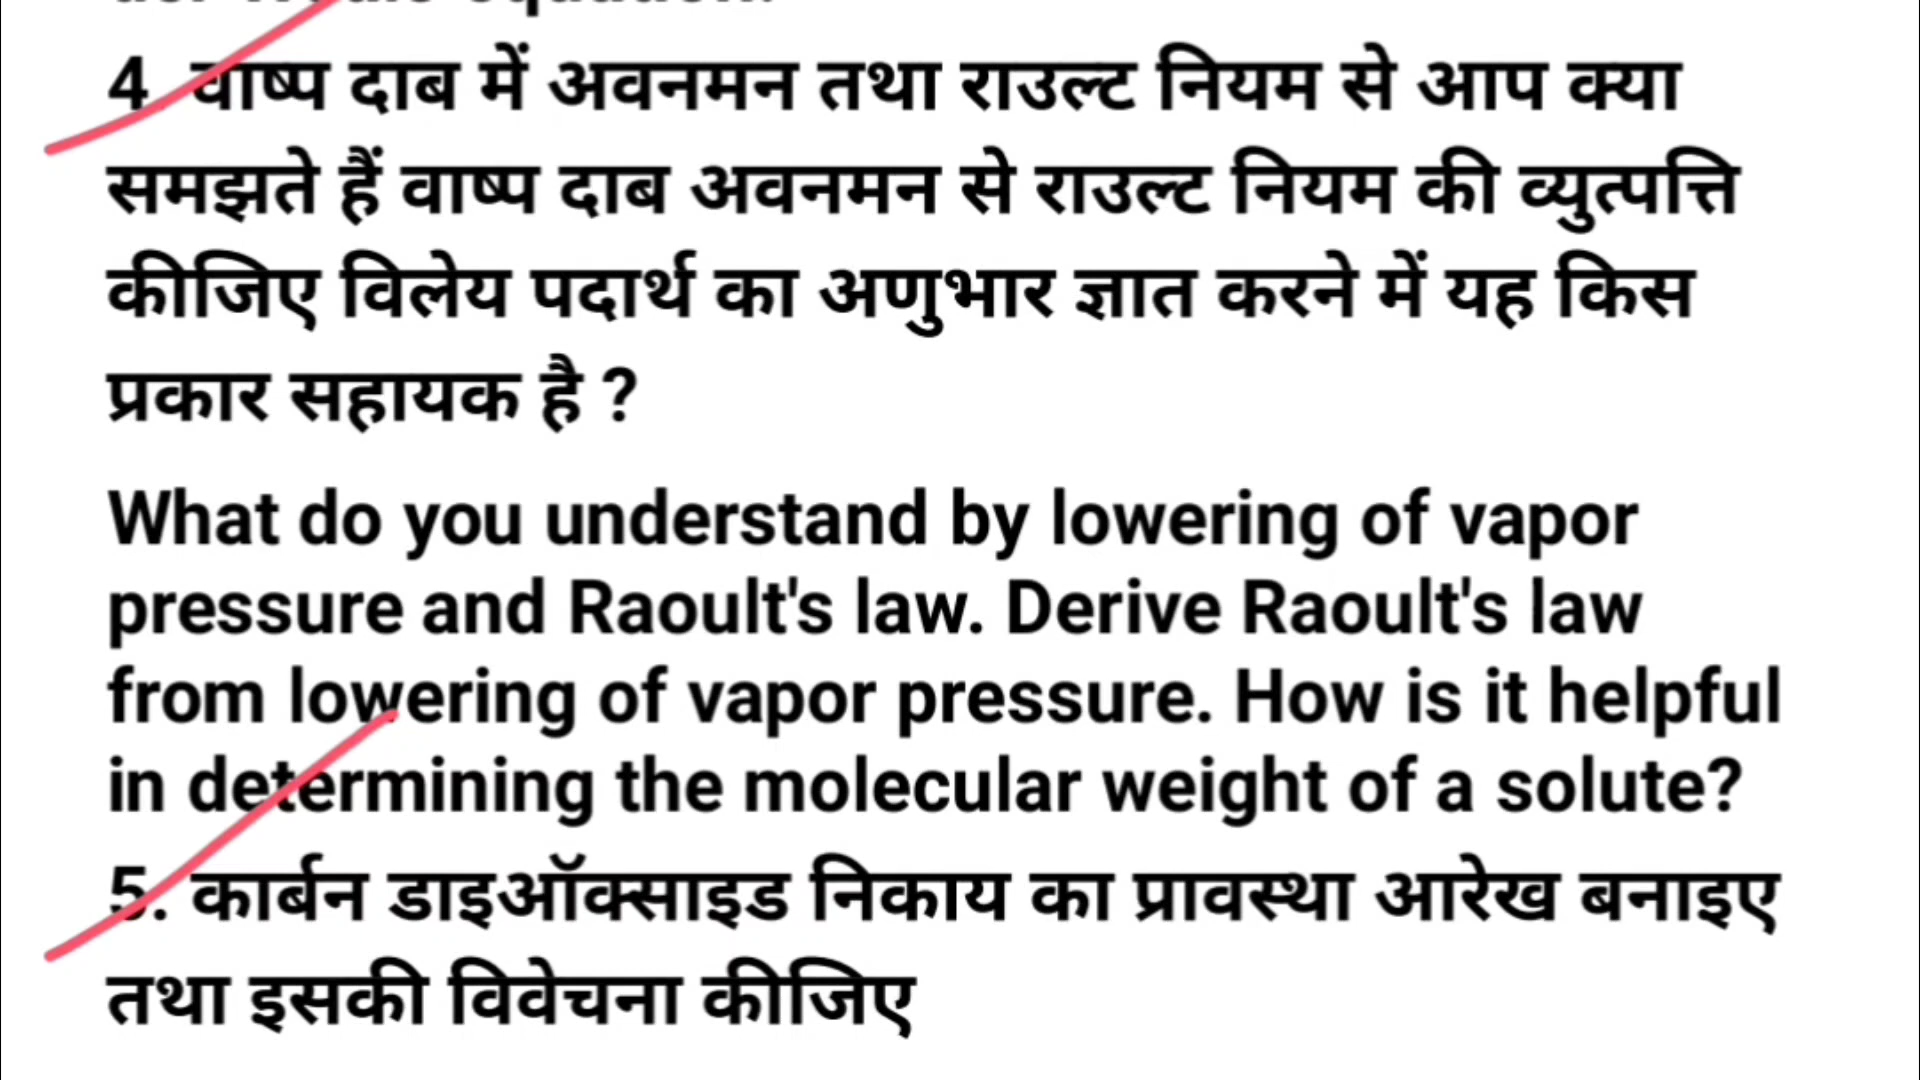 4. वाष्प दाब में अवनमन तथा राउल्ट नियम से आप क्या
समझते हैं वाष्प दाब अवनमन से राउल्ट नियम की व्युत्पत्ति
कीजिए विलेय पदार्थ का अणुभार ज्ञात करने में यह किस
प्रकार सहायक है ?
What do you understand by lowering of vapor
pressure and Raoult's law. Derive Raoult's law
from lowering of vapor pressure. How is it helpful
in determining the molecular weight of a solute?
5. कार्बन डाइऑक्साइड निकाय का प्रावस्था आरेख बनाइए
तथा इसकी विवेचना कीजिए